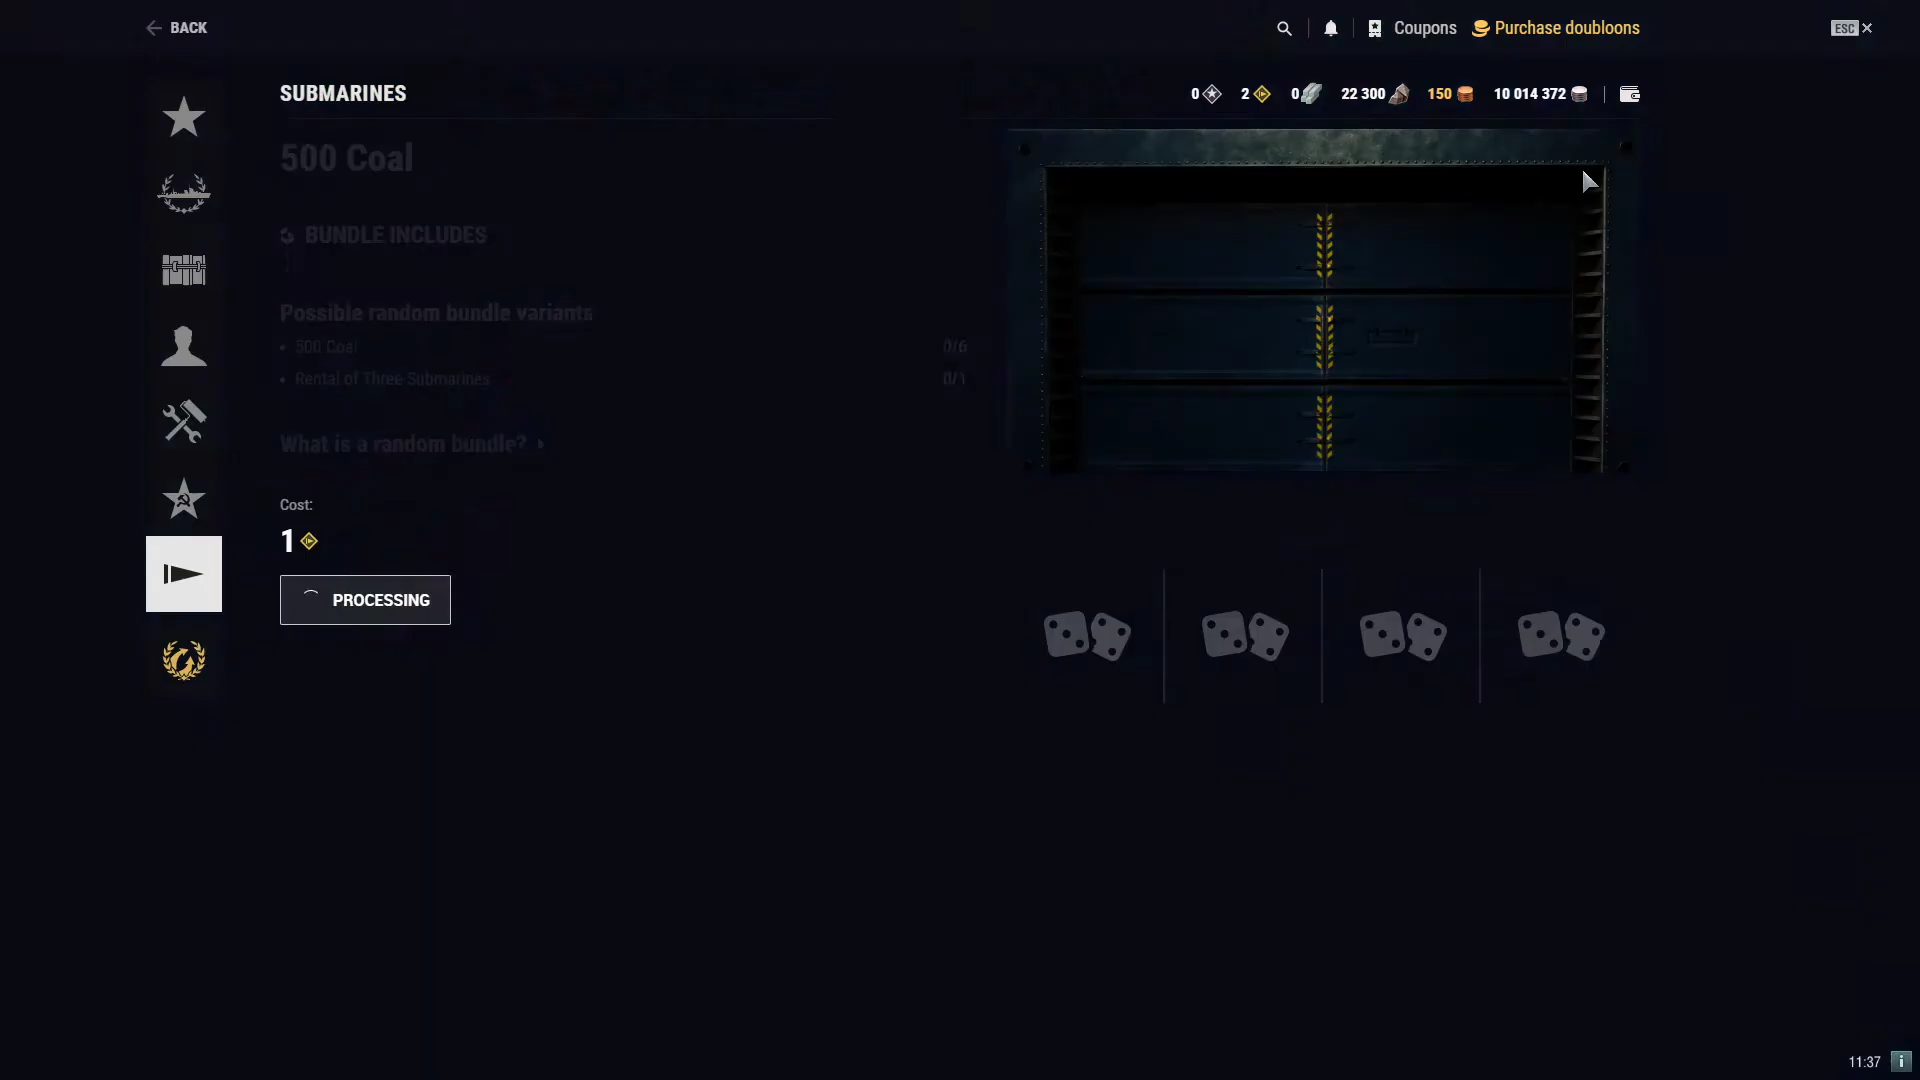 BACK
Coupons
Purchase doubloons
ESC
SUBMARINES
0
2
0
22 300
150
10 014 372
500 Coal
BUNDLE INCLUDES
Possible random bundle variants
• 500 Coal 0/6
• Rental of Three Submarines 0/1
What is a random bundle?
Cost:
1
PROCESSING
11:37
i